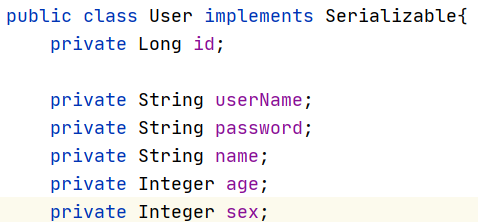 public class User implements Serializable{
    private Long id;

    private String userName;
    private String password;
    private String name;
    private Integer age;
    private Integer sex;